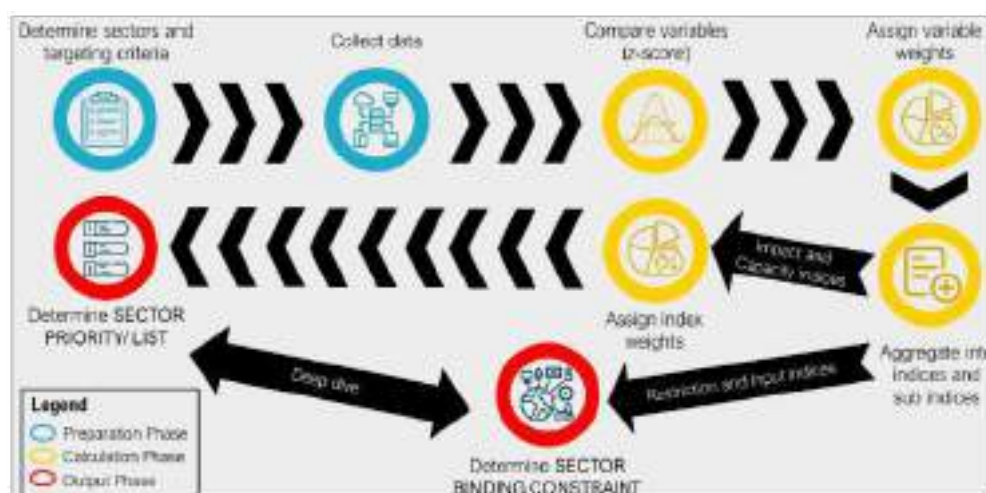 Determine sectors and
targeting criteria
Collect data
Compare variables
(z-score)
Assign variable
weights
Impact and
Capacity indices
Determine SECTOR
PRIORITY/LIST
Assign index
weights
Aggregate int
indices and
sub indices
Deep dive
Restriction and Input indices
Legend
Preparation Phase
Calculation Phase
Output Phase
Determine SECTOR
BINDING CONSTRAINT